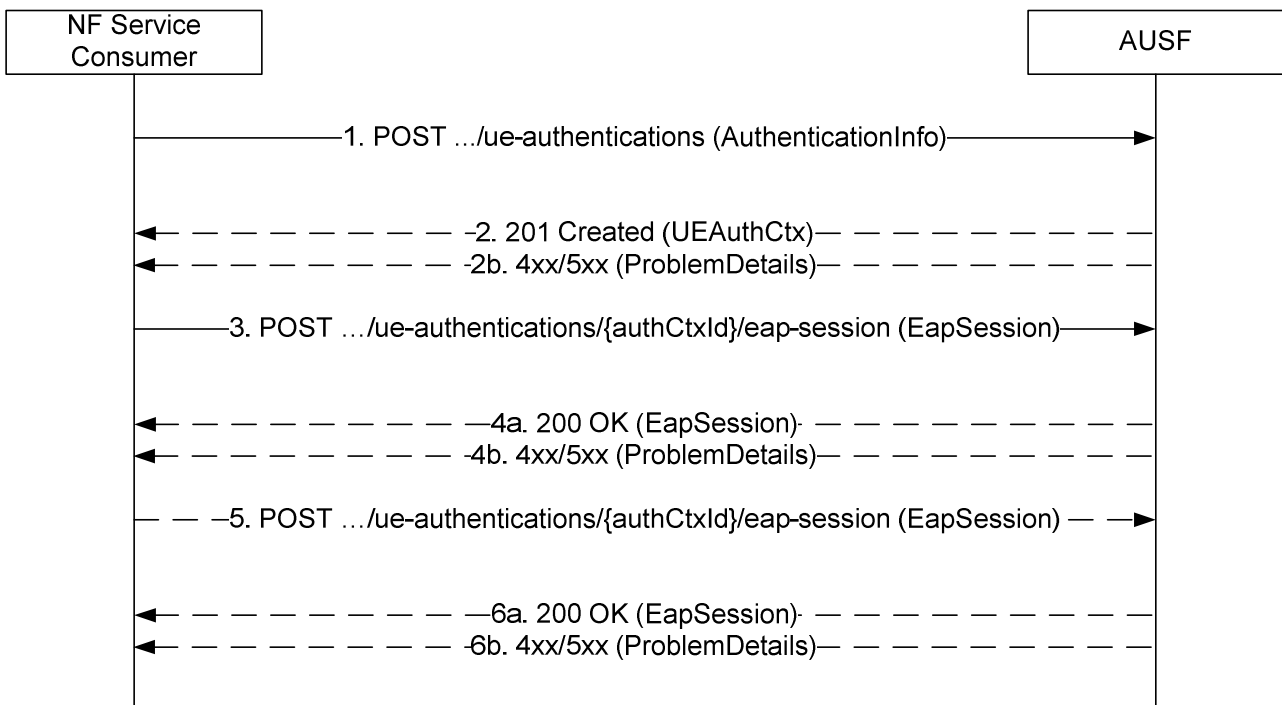 NF Service
Consumer
AUSF
1. POST .../ue-authentications (AuthenticationInfo)
2. 201 Created (UEAuthCtx)
2b. 4xx/5xx (ProblemDetails)
3. POST …/ue-authentications/{authCtxId}/eap-session (EapSession)
4a. 200 OK (EapSession)
4b. 4xx/5xx (ProblemDetails)
5. POST …/ue-authentications/{authCtxId}/eap-session (EapSession)
6a. 200 OK (EapSession)
6b. 4xx/5xx (ProblemDetails)